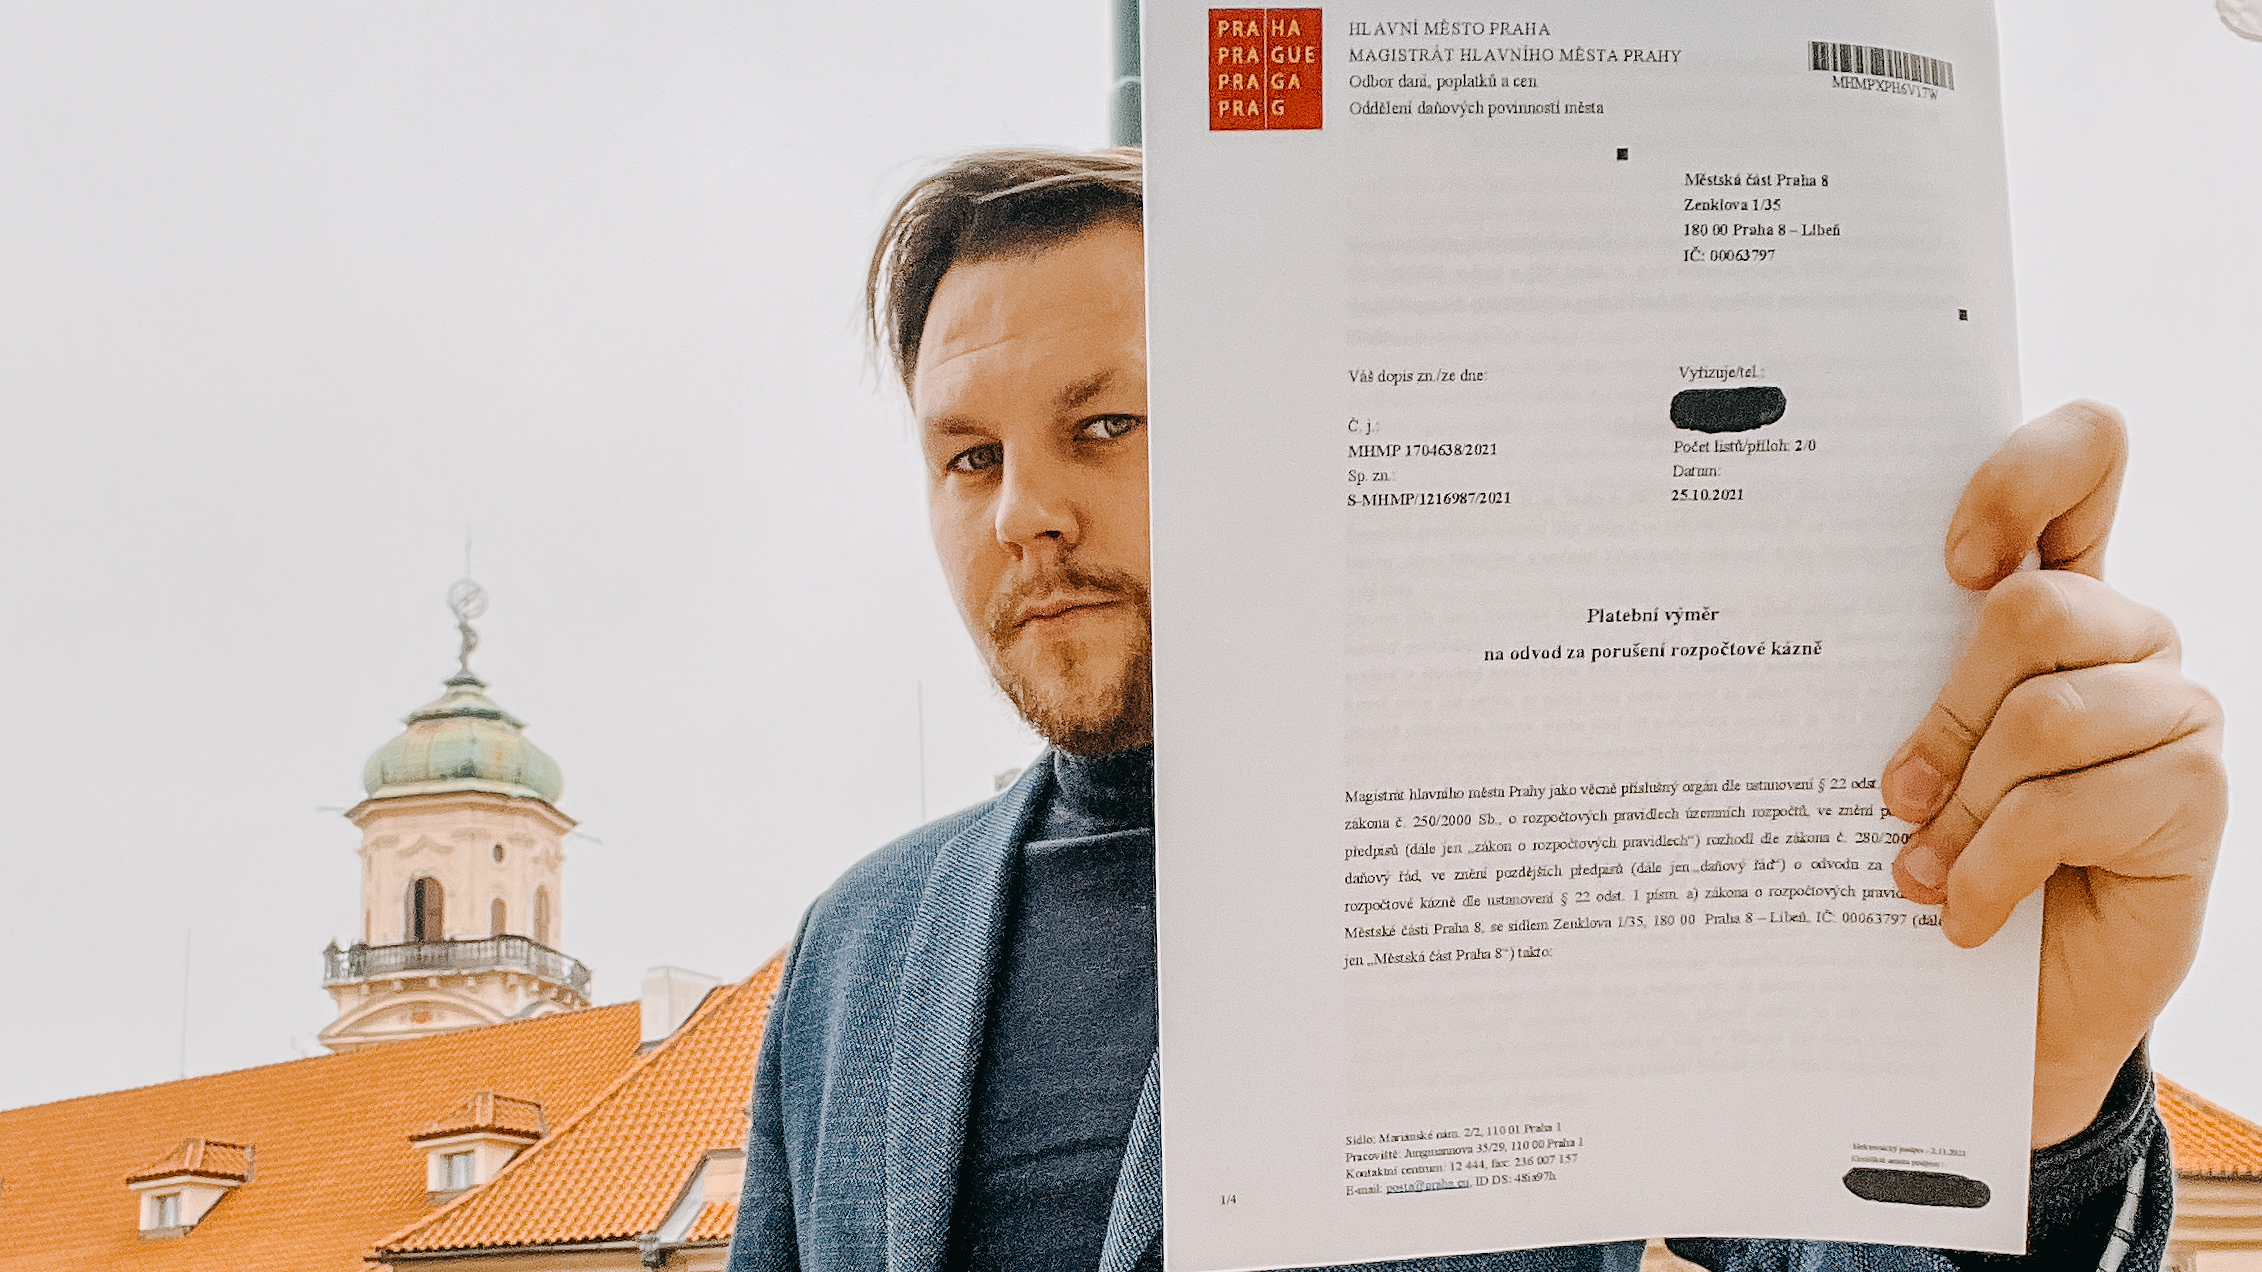 PRAHA
PRAGUE
PRAGA
PRAG
HLAVNÍ MĚSTO PRAHA
MAGISTRÁT HLAVNÍHO MĚSTA PRAHY
Odbor daní, poplatků a cen
Oddělení daňových povinností města
MHMPXPH6V17W
Městská část Praha 8
Zenklova 1/35
180 00 Praha 8 – Libeň
IČ: 00063797
Váš dopis zn./ze dne:
Vyřizuje/tel.:
Č. j.:
MHMP 1704638/2021
Počet listů/příloh: 2/0
Sp. zn.:
Datum:
S-MHMP/1216987/2021
25.10.2021
Platební výměr
na odvod za porušení rozpočtové kázně
Magistrát hlavního města Prahy jako věcně příslušný orgán dle ustanovení § 22 odst
zákona č. 250/2000 Sb., o rozpočtových pravidlech územních rozpočtů, ve znění
předpisů (dále jen „zákon o rozpočtových pravidlech“) rozhodl dle zákona č. 280/200
daňový řád, ve znění pozdějších předpisů (dále jen „daňový řád“) o odvodu za
rozpočtové kázně dle ustanovení § 22 odst. 1 písm. a) zákona o rozpočtových
Městské části Praha 8, se sídlem Zenklova 1/35, 180 00 Praha 8 – Libeň, IČ: 00063797 (dále
jen „Městská část Praha 8“) takto:
Sídlo: Mariánské nám. 2/2, 110 01 Praha 1
Pracoviště: Jungmannova 35/29, 110 00 Praha 1
Kontaktní centrum: 12 444, fax: 236 007 157
E-mail: posta@praha.eu, ID DS: 48ia97h
1/4
Elektronický podpis - 2.11.2021